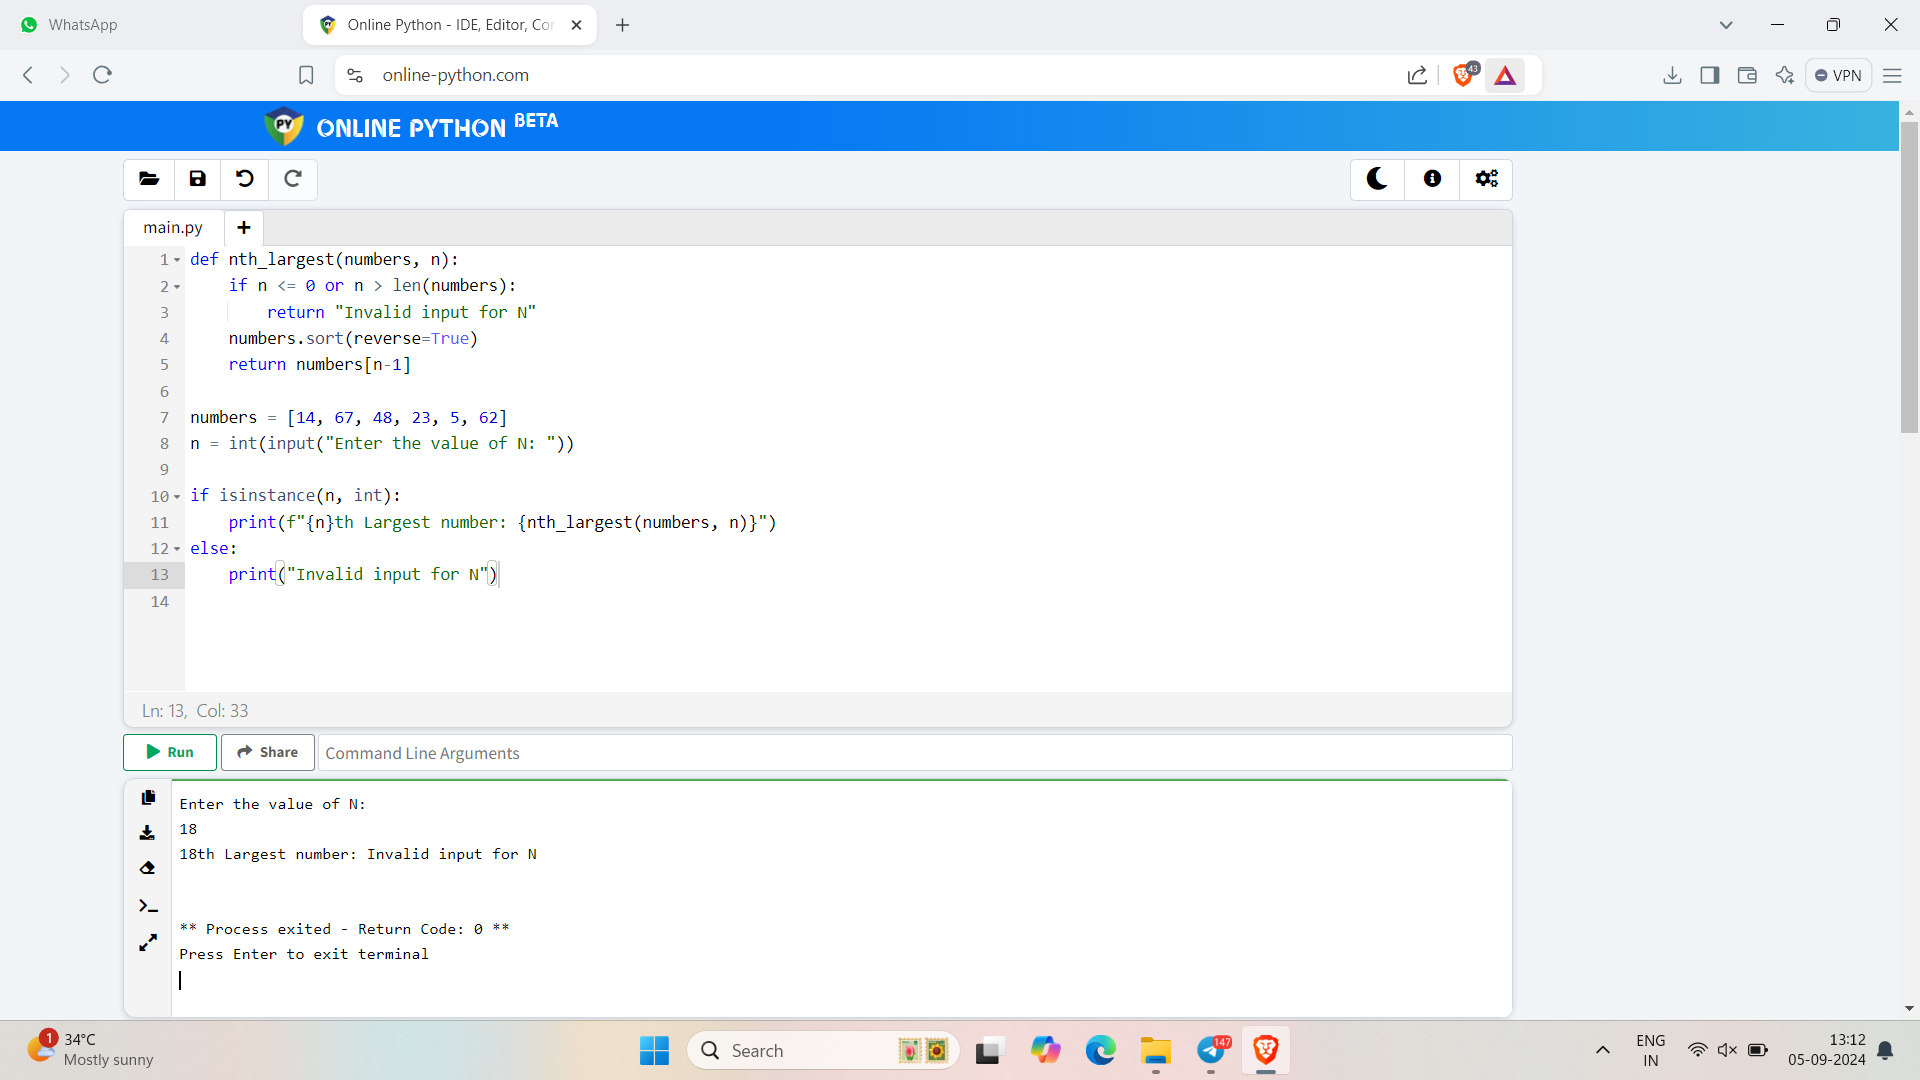 WhatsApp
Online Python - IDE, Editor, Cor
online-python.com
43
VPN
PY
ONLINE PYTHON BETA
main.py
+
1 def nth_largest(numbers, n):
2     if n <= 0 or n > len(numbers):
3         return "Invalid input for N"
4     numbers.sort(reverse=True)
5     return numbers[n-1]
6
7 numbers = [14, 67, 48, 23, 5, 62]
8 n = int(input("Enter the value of N: "))
9
10 if isinstance(n, int):
11     print(f"{n}th Largest number: {nth_largest(numbers, n)}")
12 else:
13     print("Invalid input for N")
14
Ln: 13, Col: 33
Run
Share
Command Line Arguments
Enter the value of N:
18
18th Largest number: Invalid input for N
** Process exited - Return Code: 0 **
Press Enter to exit terminal
1
34°C
Mostly sunny
Search
147
ENG
IN
13:12
05-09-2024